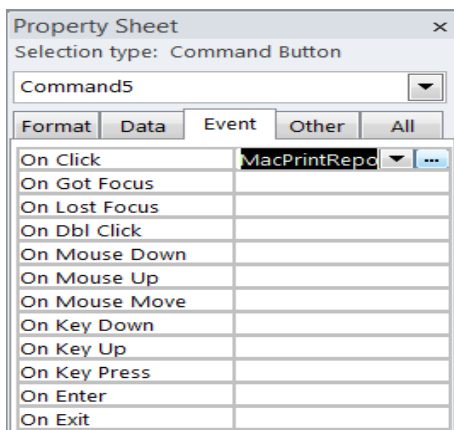 Property Sheet ×
Selection type: Command Button
Command5
Format Data Event Other All
On Click MacPrintRepo ...
On Got Focus
On Lost Focus
On Dbl Click
On Mouse Down
On Mouse Up
On Mouse Move
On Key Down
On Key Up
On Key Press
On Enter
On Exit